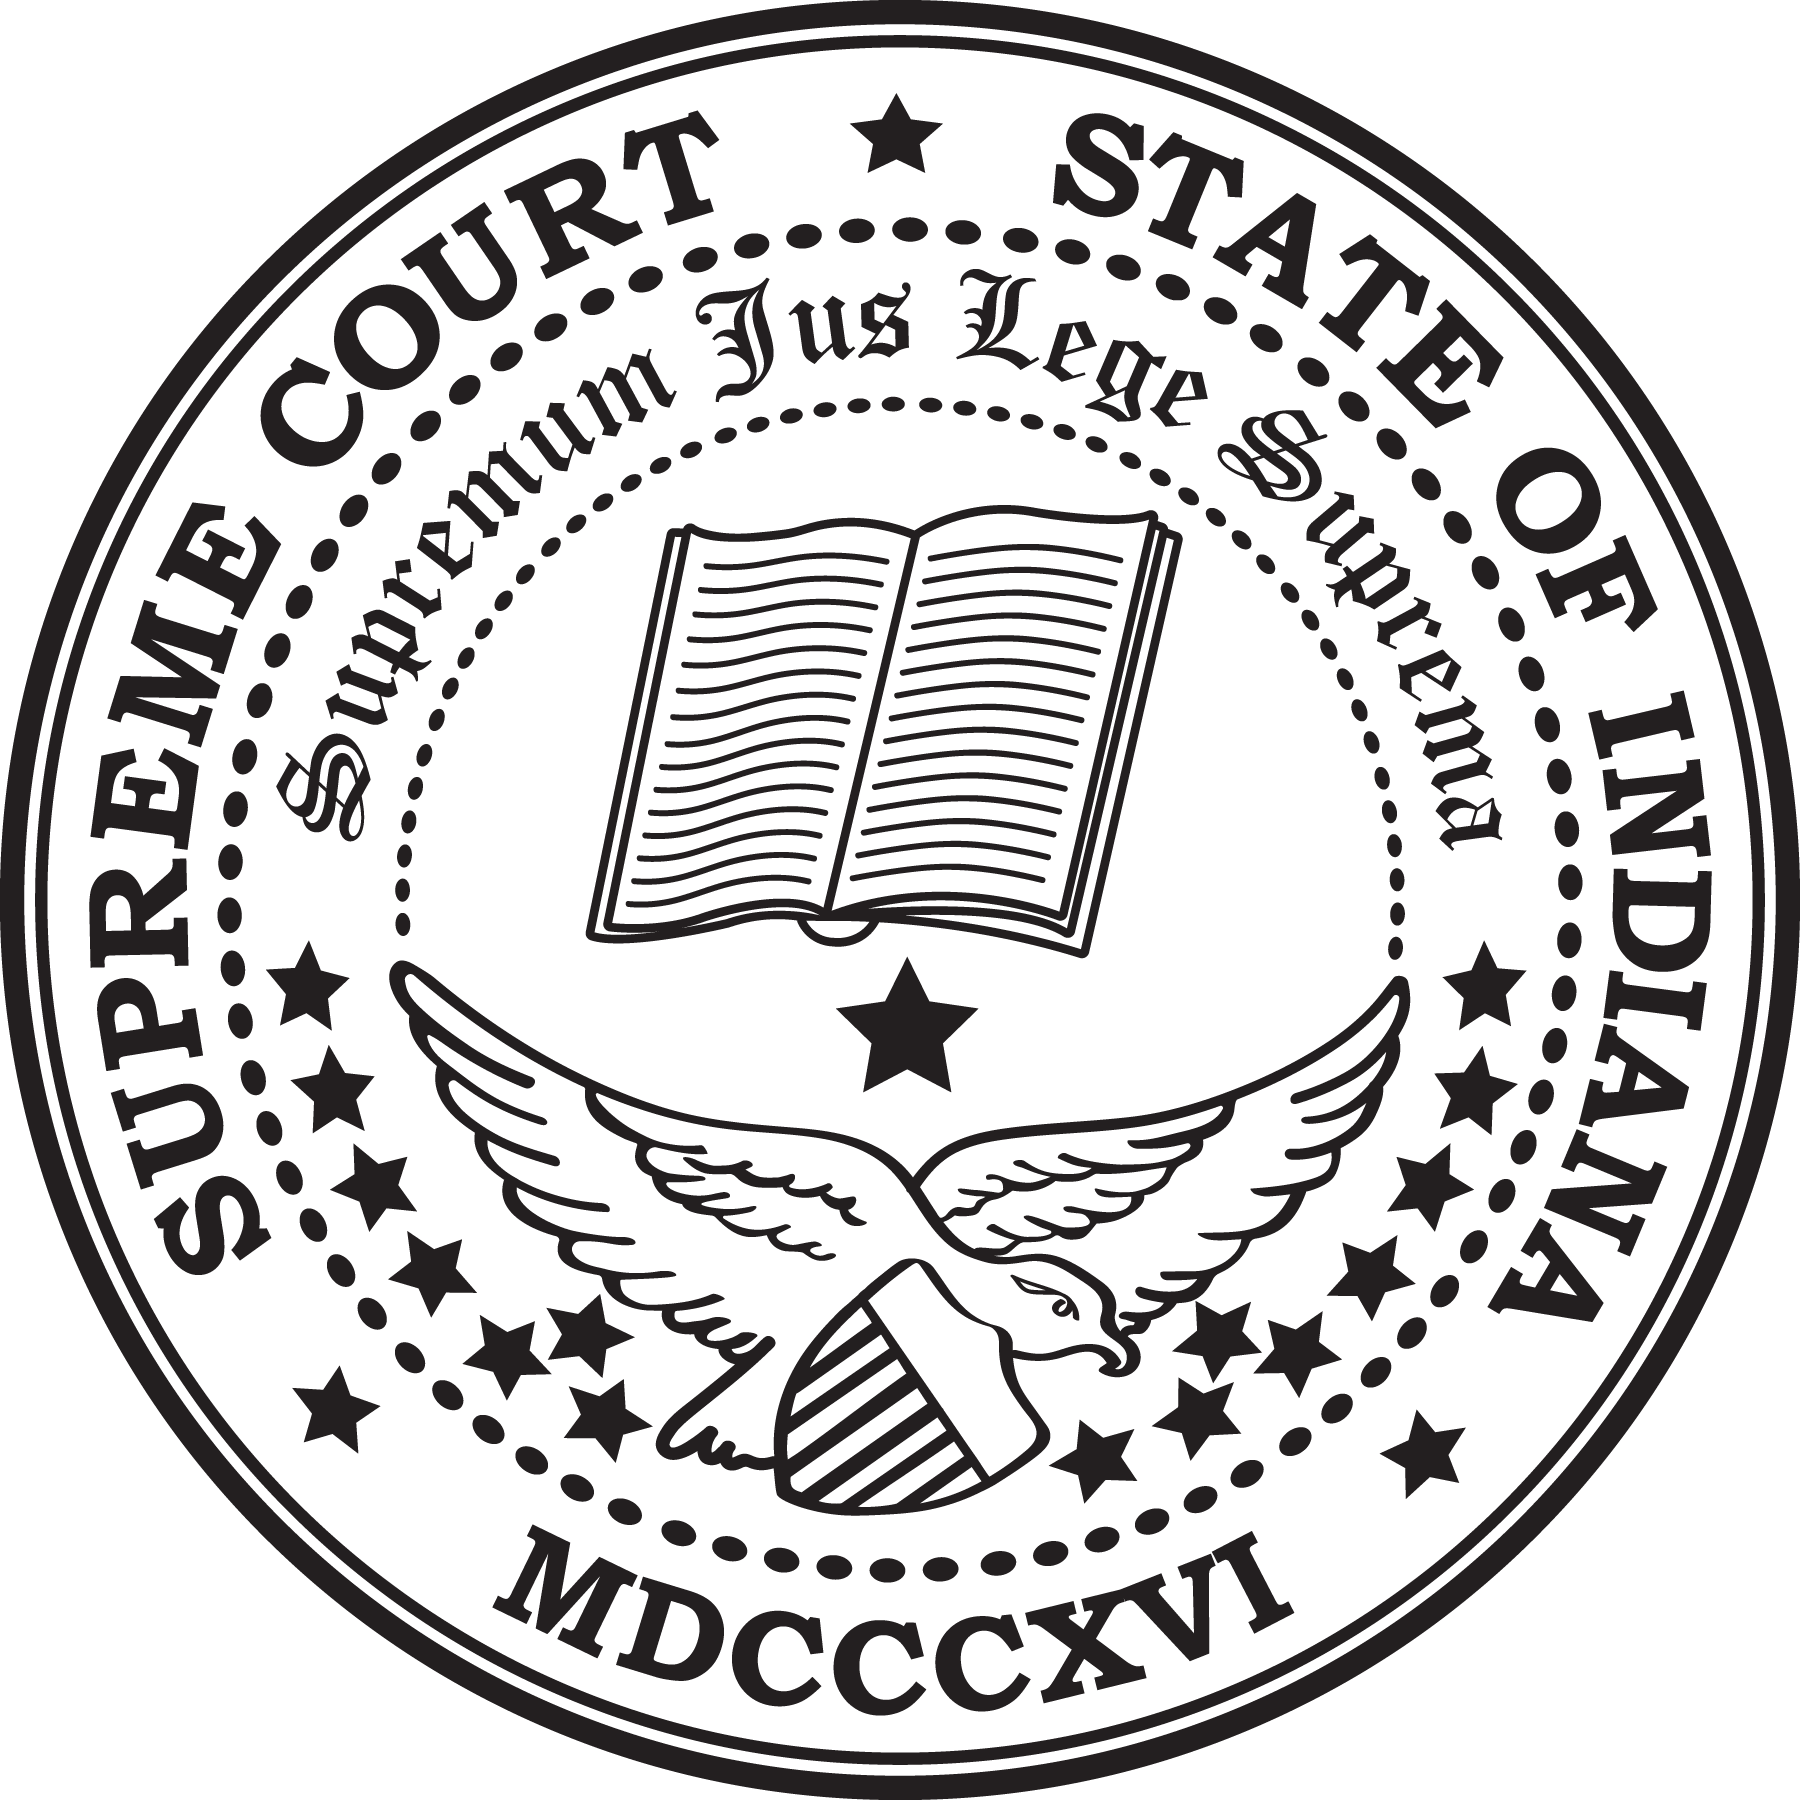 SUPREME COURT ★ STATE OF INDIANA
Supremum Jus Lege Suprema
MDCCCXVI